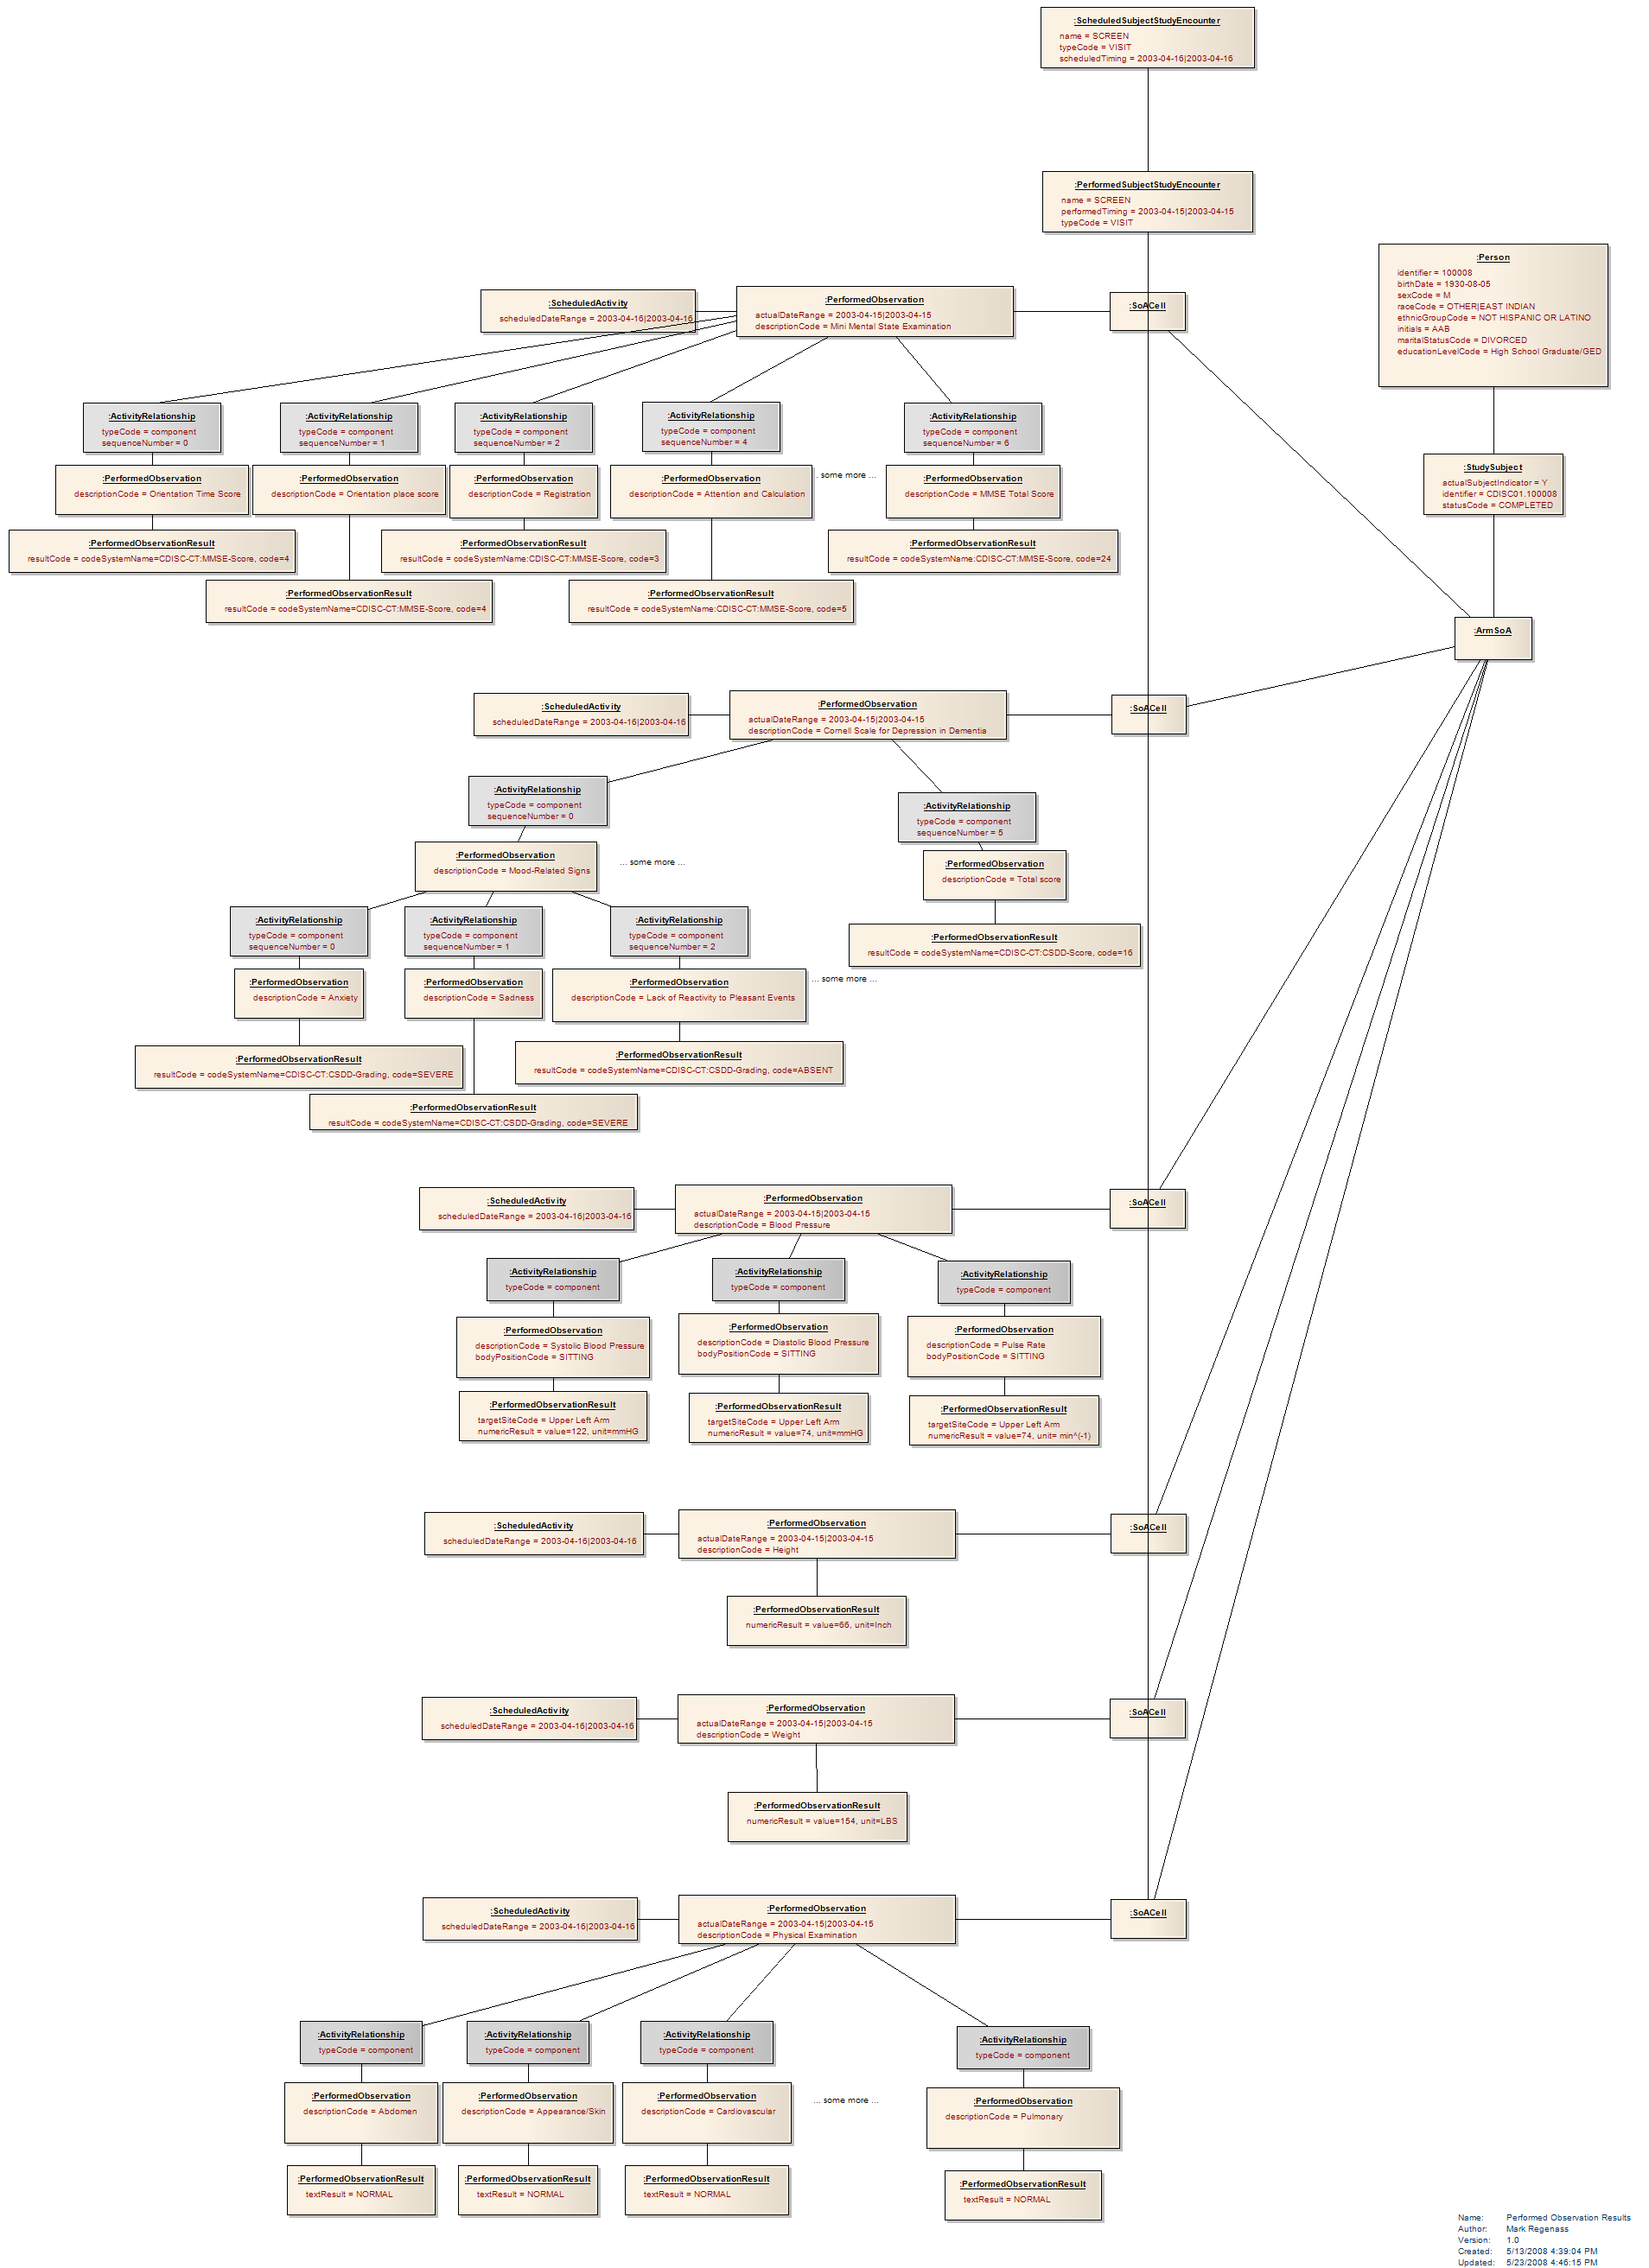 :ScheduledSubjectStudyEncounter
name = SCREEN
typeCode = VISIT
scheduledTiming = 2003-04-16|2003-04-16
:PerformedSubjectStudyEncounter
name = SCREEN
performedTiming = 2003-04-15|2003-04-15
typeCode = VISIT
:Person
identifier = 100008
birthDate = 1930-08-05
sexCode = M
raceCode = OTHER|EAST INDIAN
ethnicGroupCode = NOT HISPANIC OR LATINO
initials = AAB
maritalStatusCode = DIVORCED
educationLevelCode = High School Graduate/GED
:StudySubject
actualSubjectIndicator = Y
identifier = CDISC01.100008
statusCode = COMPLETED
:ArmSoA
:ScheduledActivity
scheduledDateRange = 2003-04-16|2003-04-16
:PerformedObservation
actualDateRange = 2003-04-15|2003-04-15
descriptionCode = Mini Mental State Examination
:SoACell
:ActivityRelationship
typeCode = component
sequenceNumber = 0
:ActivityRelationship
typeCode = component
sequenceNumber = 1
:ActivityRelationship
typeCode = component
sequenceNumber = 2
:ActivityRelationship
typeCode = component
sequenceNumber = 4
:ActivityRelationship
typeCode = component
sequenceNumber = 6
:PerformedObservation
descriptionCode = Orientation Time Score
:PerformedObservation
descriptionCode = Orientation place score
:PerformedObservation
descriptionCode = Registration
:PerformedObservation
descriptionCode = Attention and Calculation
. some more ...
:PerformedObservation
descriptionCode = MMSE Total Score
:PerformedObservationResult
resultCode = codeSystemName=CDISC-CT:MMSE-Score, code=4
:PerformedObservationResult
resultCode = codeSystemName:CDISC-CT:MMSE-Score, code=3
:PerformedObservationResult
resultCode = codeSystemName:CDISC-CT:MMSE-Score, code=24
:PerformedObservationResult
resultCode = codeSystemName=CDISC-CT:MMSE-Score, code=4
:PerformedObservationResult
resultCode = codeSystemName:CDISC-CT:MMSE-Score, code=5
:ScheduledActivity
scheduledDateRange = 2003-04-16|2003-04-16
:PerformedObservation
actualDateRange = 2003-04-15|2003-04-15
descriptionCode = Cornell Scale for Depression in Dementia
:SoACell
:ActivityRelationship
typeCode = component
sequenceNumber = 0
:ActivityRelationship
typeCode = component
sequenceNumber = 5
:PerformedObservation
descriptionCode = Mood-Related Signs
... some more ...
:PerformedObservation
descriptionCode = Total score
:ActivityRelationship
typeCode = component
sequenceNumber = 0
:ActivityRelationship
typeCode = component
sequenceNumber = 1
:ActivityRelationship
typeCode = component
sequenceNumber = 2
:PerformedObservationResult
resultCode = codeSystemName=CDISC-CT:CSDD-Score, code=16
:PerformedObservation
descriptionCode = Anxiety
:PerformedObservation
descriptionCode = Sadness
:PerformedObservation
descriptionCode = Lack of Reactivity to Pleasant Events
... some more ...
:PerformedObservationResult
resultCode = codeSystemName=CDISC-CT:CSDD-Grading, code=SEVERE
:PerformedObservationResult
resultCode = codeSystemName=CDISC-CT:CSDD-Grading, code=ABSENT
:PerformedObservationResult
resultCode = codeSystemName=CDISC-CT:CSDD-Grading, code=SEVERE
:ScheduledActivity
scheduledDateRange = 2003-04-16|2003-04-16
:PerformedObservation
actualDateRange = 2003-04-15|2003-04-15
descriptionCode = Blood Pressure
:SoACell
:ActivityRelationship
typeCode = component
:ActivityRelationship
typeCode = component
:ActivityRelationship
typeCode = component
:PerformedObservation
descriptionCode = Systolic Blood Pressure
bodyPositionCode = SITTING
:PerformedObservation
descriptionCode = Diastolic Blood Pressure
bodyPositionCode = SITTING
:PerformedObservation
descriptionCode = Pulse Rate
bodyPositionCode = SITTING
:PerformedObservationResult
targetSiteCode = Upper Left Arm
numericResult = value=122, unit=mmHG
:PerformedObservationResult
targetSiteCode = Upper Left Arm
numericResult = value=74, unit=mmHG
:PerformedObservationResult
targetSiteCode = Upper Left Arm
numericResult = value=74, unit= min^(-1)
:ScheduledActivity
scheduledDateRange = 2003-04-16|2003-04-16
:PerformedObservation
actualDateRange = 2003-04-15|2003-04-15
descriptionCode = Height
:SoACell
:PerformedObservationResult
numericResult = value=66, unit=Inch
:ScheduledActivity
scheduledDateRange = 2003-04-16|2003-04-16
:PerformedObservation
actualDateRange = 2003-04-15|2003-04-15
descriptionCode = Weight
:SoACell
:PerformedObservationResult
numericResult = value=154, unit=LBS
:ScheduledActivity
scheduledDateRange = 2003-04-16|2003-04-16
:PerformedObservation
actualDateRange = 2003-04-15|2003-04-15
descriptionCode = Physical Examination
:SoACell
:ActivityRelationship
typeCode = component
:ActivityRelationship
typeCode = component
:ActivityRelationship
typeCode = component
:ActivityRelationship
typeCode = component
:PerformedObservation
descriptionCode = Abdomen
:PerformedObservation
descriptionCode = Appearance/Skin
:PerformedObservation
descriptionCode = Cardiovascular
... some more ...
:PerformedObservation
descriptionCode = Pulmonary
:PerformedObservationResult
textResult = NORMAL
:PerformedObservationResult
textResult = NORMAL
:PerformedObservationResult
textResult = NORMAL
:PerformedObservationResult
textResult = NORMAL
Name: Performed Observation Results
Author: Mark Regenass
Version: 1.0
Created: 5/13/2008 4:39:04 PM
Updated: 5/23/2008 4:46:15 PM